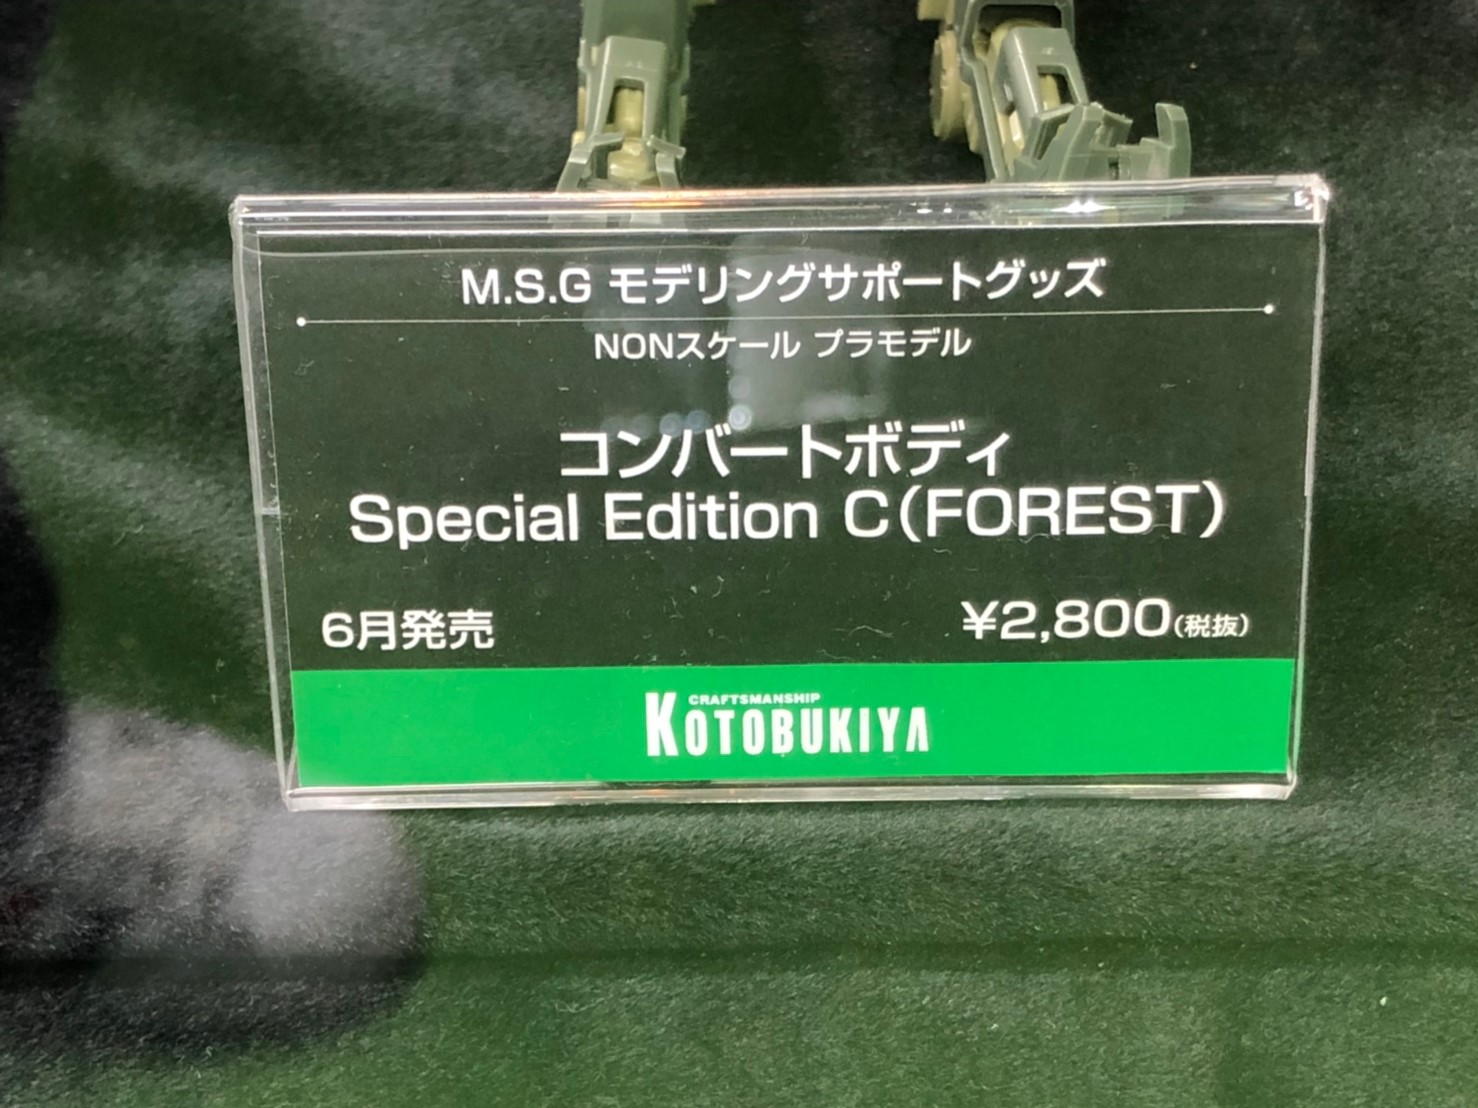 M.S.G モデリングサポートグッズ
NONスケール プラモデル
コンバートボディ
Special Edition C(FOREST)
6月発売
¥2,800(税抜)
CRAFTSMANSHIP
KOTOBUKIYA